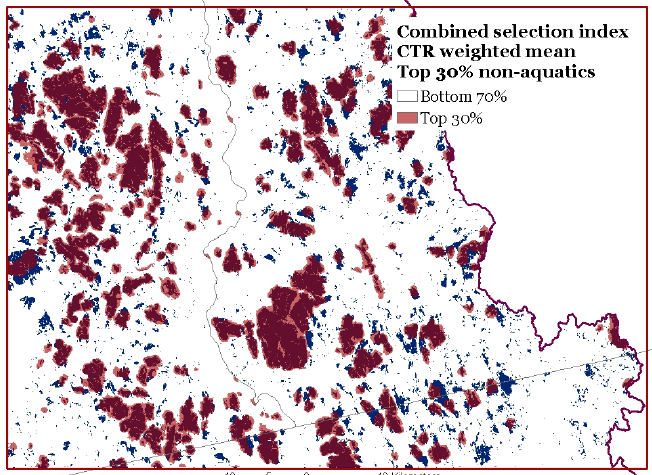 Combined selection index
CTR weighted mean
Top 30% non-aquatics
Bottom 70%
Top 30%